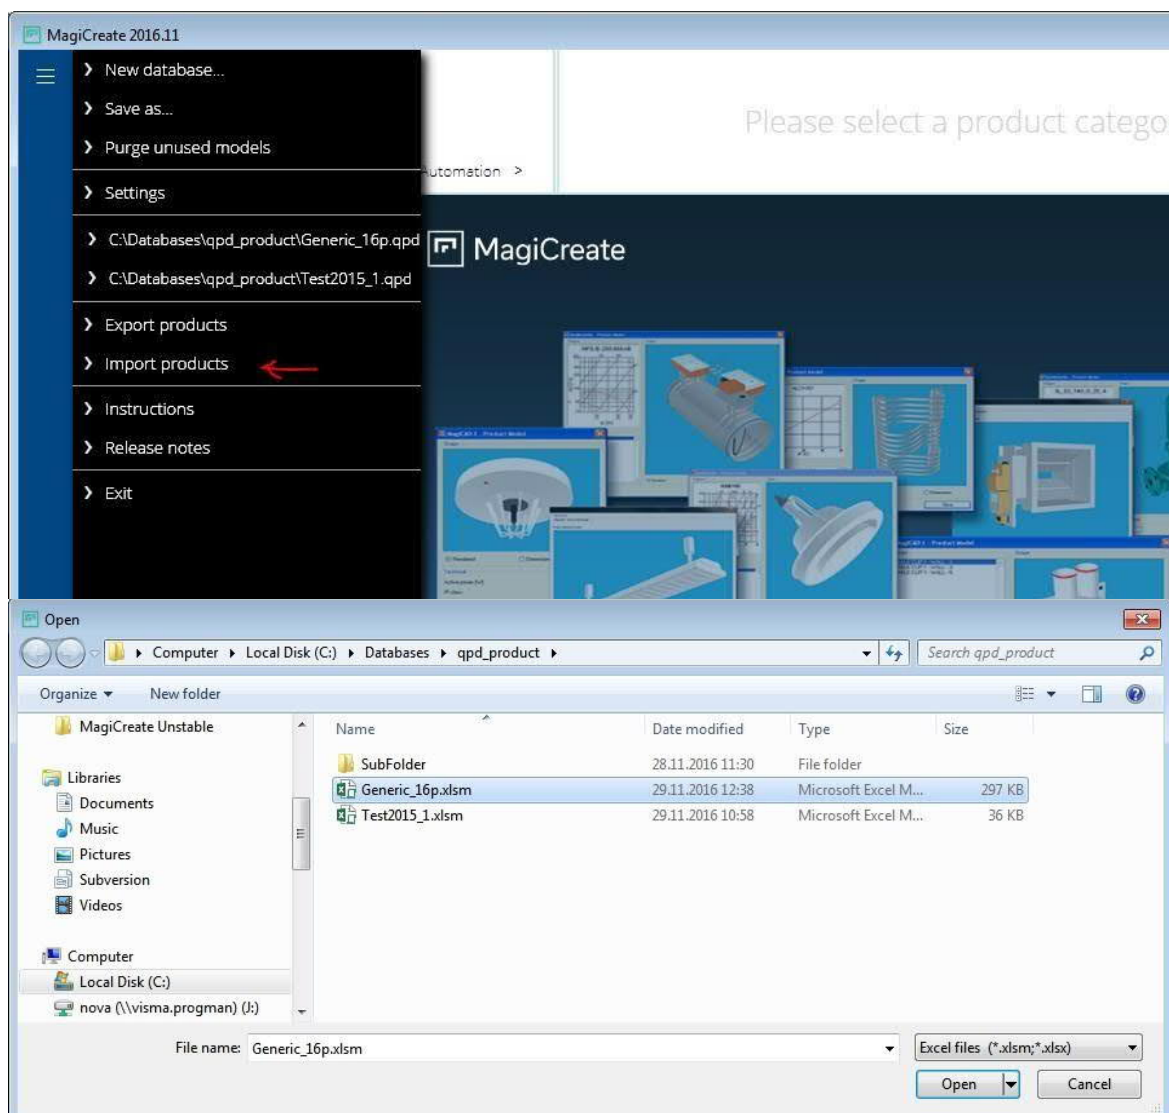 MagiCreate 2016.11
New database...
Save as...
Purge unused models
Settings
C:\Databases\qpd_product\Generic_16p.qpd
C:\Databases\qpd_product\Test2015_1.qpd
Export products
Import products
Instructions
Release notes
Exit
Automation >
Please select a product catego
MagiCreate
Open
Computer Local Disk (C:) Databases qpd_product
Search qpd_product
Organize New folder
MagiCreate Unstable
Libraries
Documents
Music
Pictures
Subversion
Videos
Computer
Local Disk (C:)
nova (\\visma.progman) (J:)
Name Date modified Type Size
SubFolder 28.11.2016 11:30 File folder
Generic_16p.xlsm 29.11.2016 12:38 Microsoft Excel M... 297 KB
Test2015_1.xlsm 29.11.2016 10:58 Microsoft Excel M... 36 KB
File name: Generic_16p.xlsm
Excel files (*.xlsm;*.xlsx)
Open Cancel